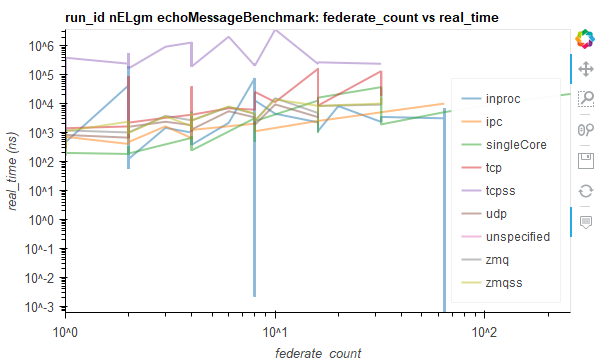 run_id nELgm echoMessageBenchmark: federate_count vs real_time
real_time (ns)
10^6
10^5
10^4
10^3
10^2
10^1
10^0
10^-1
10^-2
10^-3
inproc
ipc
singleCore
tcp
tcpss
udp
unspecified
zmq
zmqss
10^0
10^1
10^2
federate_count